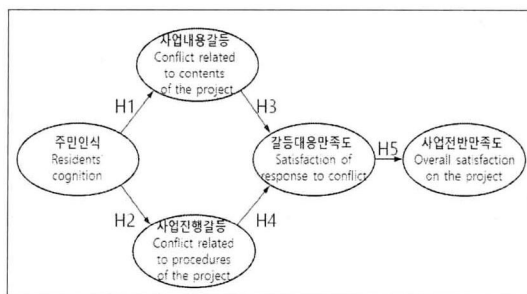 사업내용갈등
Conflict related
to contents
of the project
H1
H3
주민인식
Residents
cognition
갈등대응만족도
Satisfaction of
response to conflict
H5
사업전반만족도
Overall satisfaction
on the project
H2
H4
사업진행갈등
Conflict related
to procedures
of the project